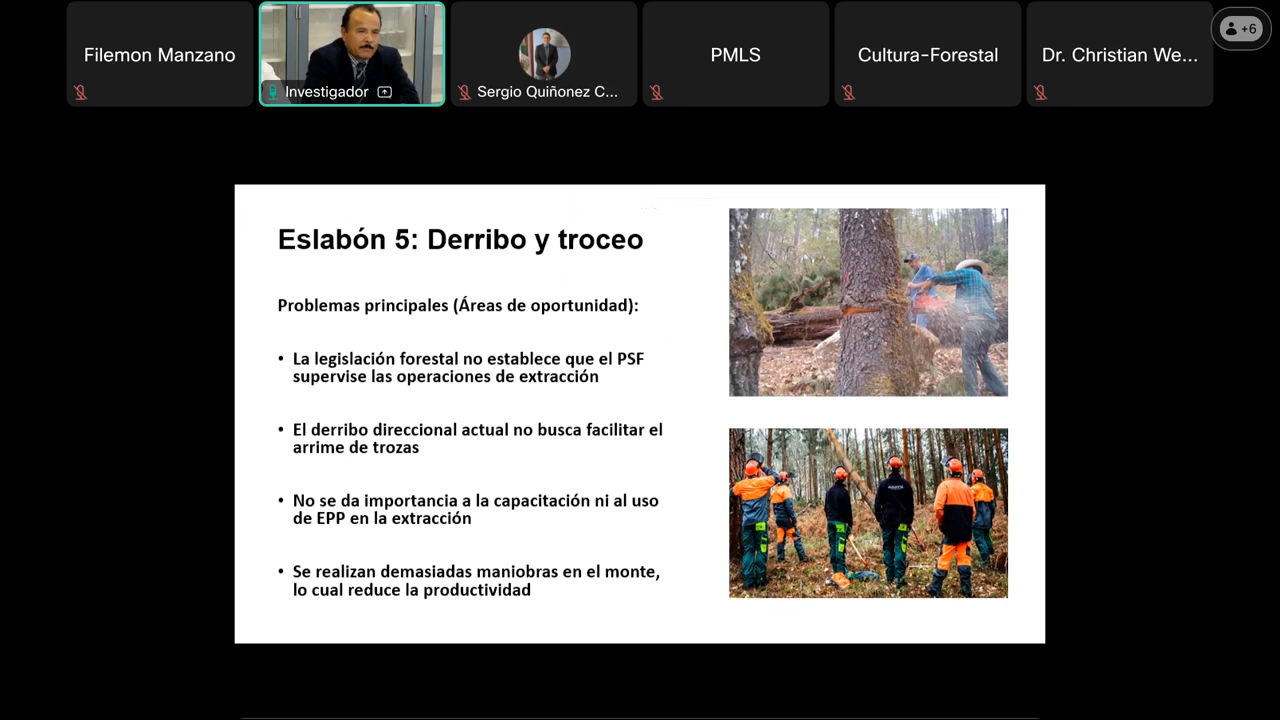 Filemon Manzano
Investigador
Sergio Quiñonez C...
PMLS
Cultura-Forestal
Dr. Christian We...
+6
Eslabón 5: Derribo y troceo
Problemas principales (Áreas de oportunidad):
• La legislación forestal no establece que el PSF
supervise las operaciones de extracción
• El derribo direccional actual no busca facilitar el
arrime de trozas
• No se da importancia a la capacitación ni al uso
de EPP en la extracción
• Se realizan demasiadas maniobras en el monte,
lo cual reduce la productividad